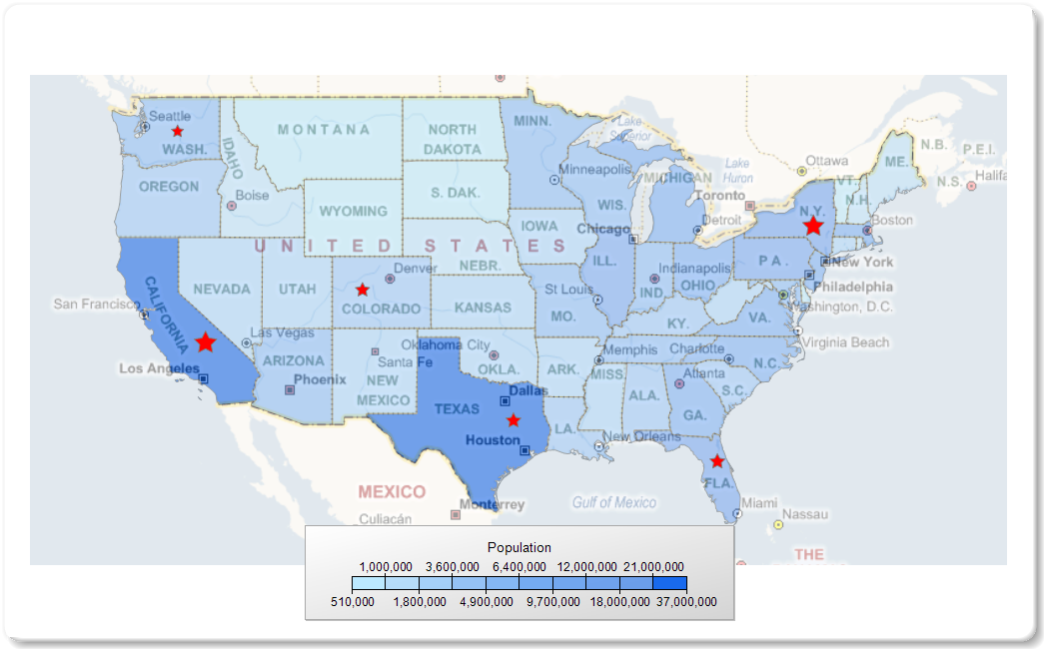 Seattle
WASH.
MONTANA
NORTH
DAKOTA
MINN.
Lake
Superior
N.B.
P.E.I.
IDAHO
OREGON
Boise
WYOMING
S. DAK.
Minneapolis
WIS.
MICHIGAN
Lake
Huron
Ottawa
Toronto
VT.
N.H.
ME.
N.S.
Halifa
UNITED STATES
IOWA
Chicago
Detroit
N.Y.
Boston
NEVADA
UTAH
Denver
COLORADO
NEBR.
KANSAS
St Louis
MO.
ILL.
Indianapolis
IND.
OHIO
PA.
New York
Philadelphia
Washington, D.C.
San Francisco
CALIFORNIA
Las Vegas
Los Angeles
ARIZONA
Phoenix
Santa Fe
NEW
MEXICO
Oklahoma City
OKLA.
ARK.
Memphis
KY.
VA.
Virginia Beach
Charlotte
N.C.
Atlanta
S.C.
MISS.
ALA.
GA.
TEXAS
Dallas
Houston
LA.
New Orleans
FLA.
Miami
Nassau
MEXICO
Monterrey
Culiacán
Gulf of Mexico
THE
Population
1,000,000 3,600,000 6,400,000 12,000,000 21,000,000
510,000 1,800,000 4,900,000 9,700,000 18,000,000 37,000,000